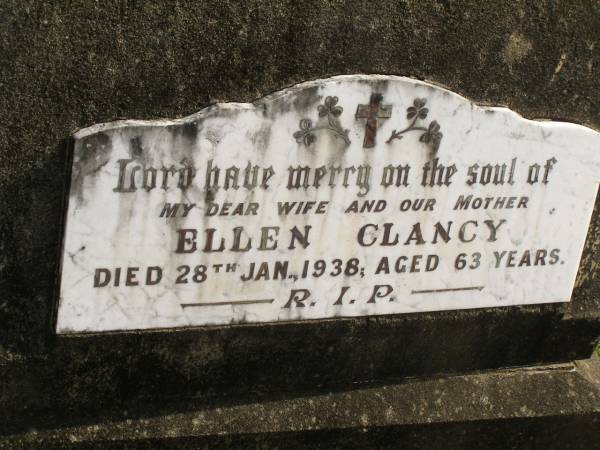 Lord have mercy on the soul of
MY DEAR WIFE AND OUR MOTHER
ELLEN CLANCY
DIED 28TH JAN., 1938, AGED 63 YEARS.
R. I. P.